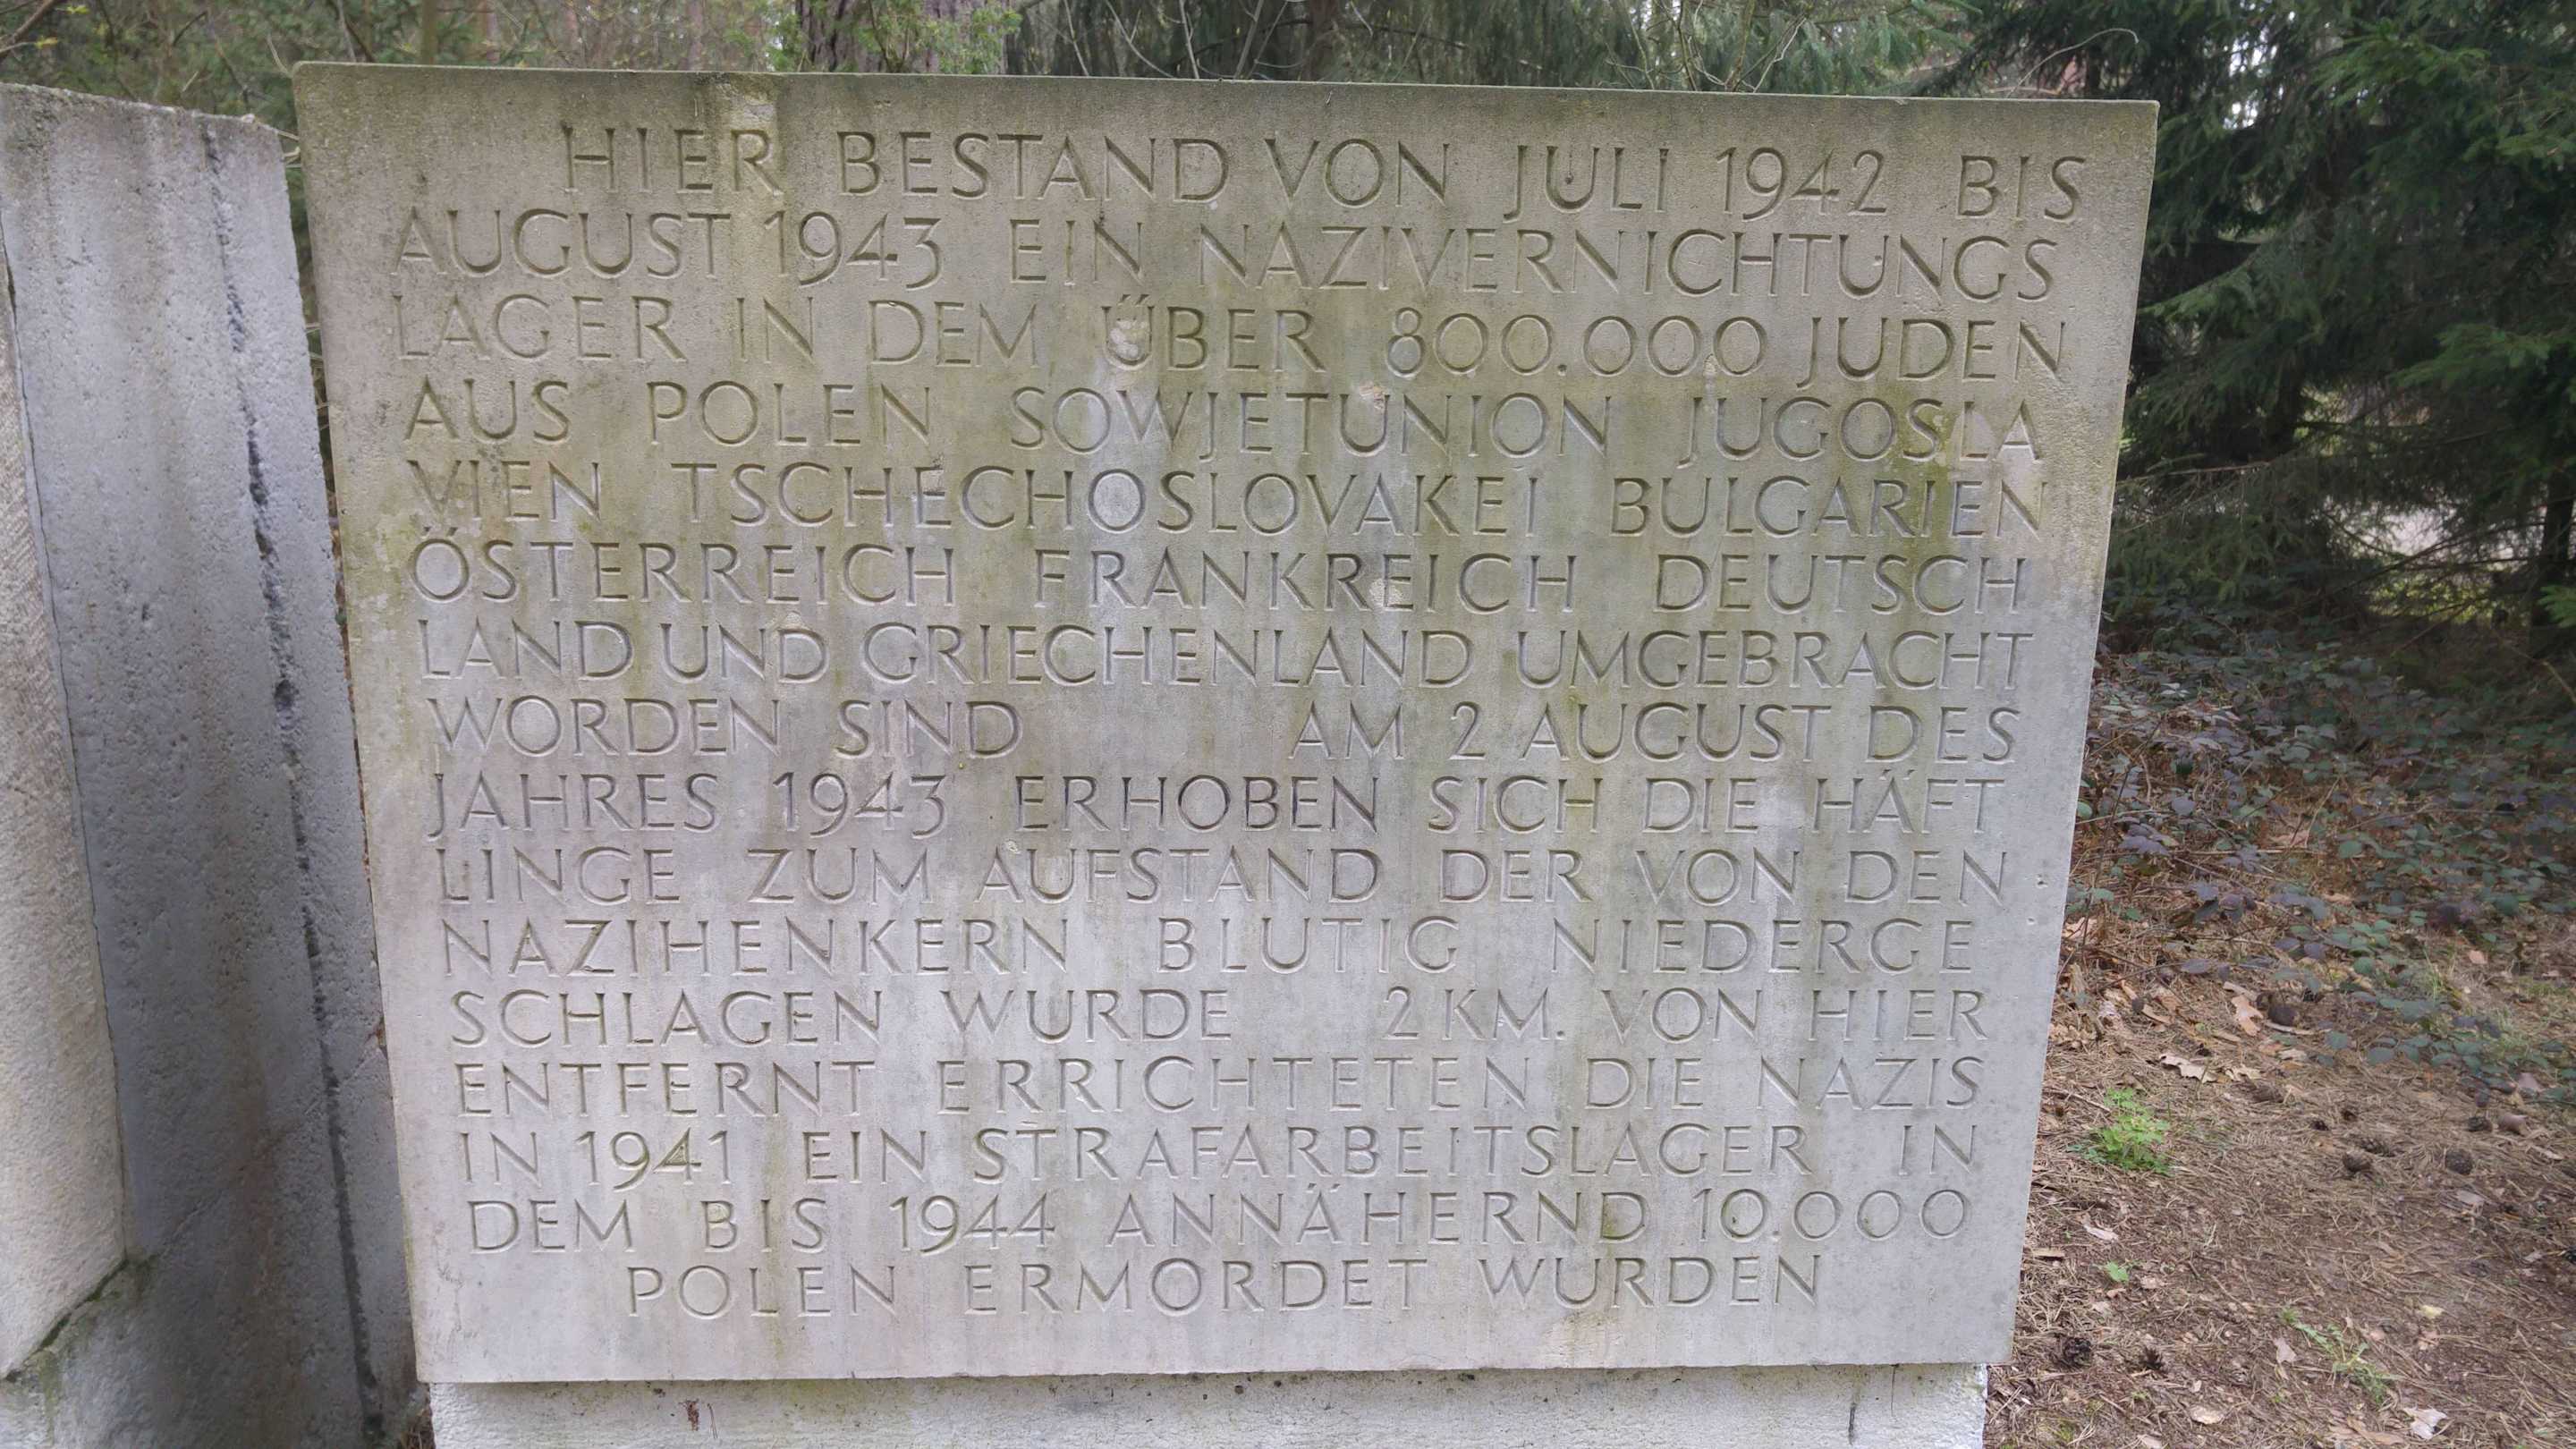 HIER BESTAND VON JULI 1942 BIS
AUGUST 1943 EIN NAZIVERNICHTUNGS
LAGER IN DEM ÜBER 800.000 JUDEN
AUS POLEN SOWJETUNION JUGOSLA
VIEN TSCHECHOSLOVAKEI BULGARIEN
ÖSTERREICH FRANKREICH DEUTSCH
LAND UND GRIECHENLAND UMGEBRACHT
WORDEN SIND AM 2 AUGUST DES
JAHRES 1943 ERHOBEN SICH DIE HÄFT
LINGE ZUM AUFSTAND DER VON DEN
NAZIHENKERN BLUTIG NIEDERGE
SCHLAGEN WURDE 2 KM. VON HIER
ENTFERNT ERRICHTETEN DIE NAZIS
IN 1941 EIN STRAFARBEITSLAGER IN
DEM BIS 1944 ANNÄHERND 10.000
POLEN ERMORDET WURDEN